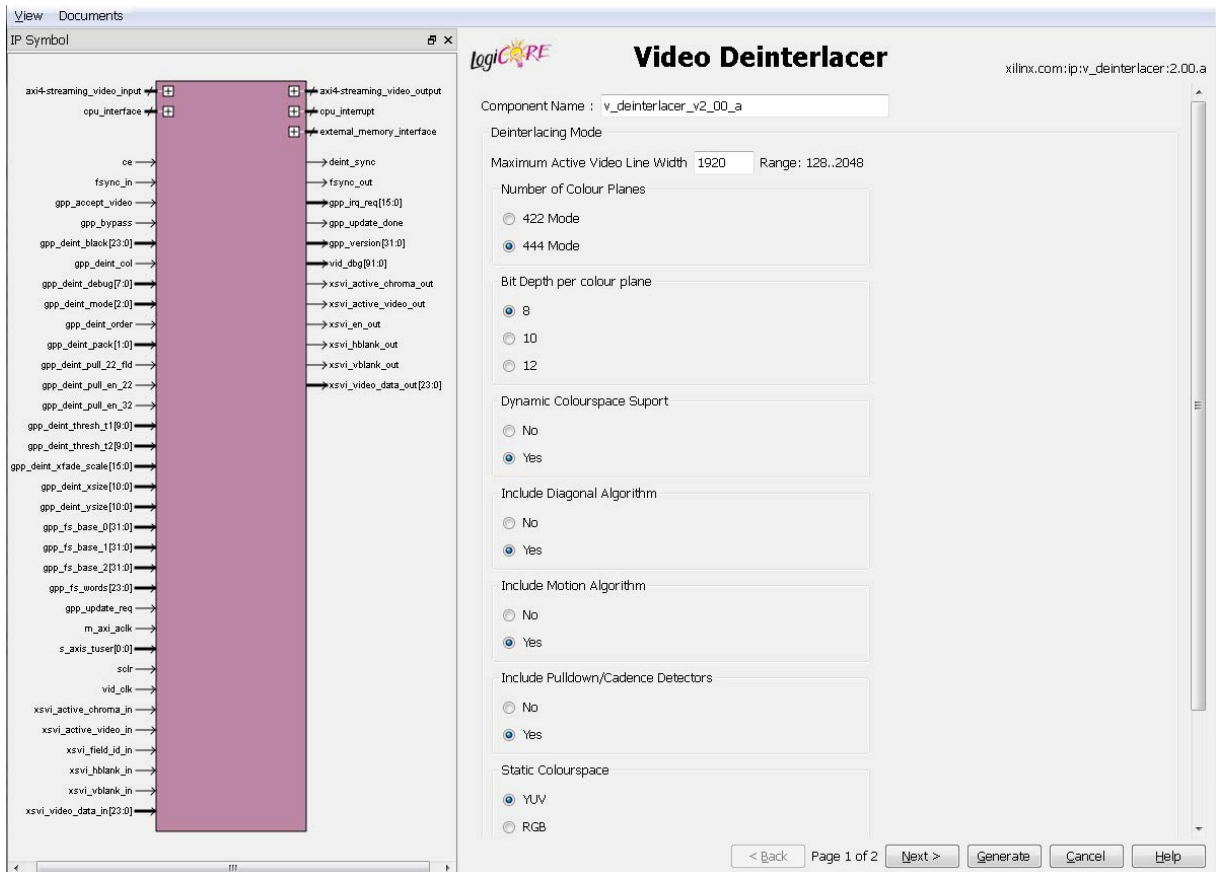 View Documents
IP Symbol
axi4-streaming_video_input
cpu_interface
ce
fsync_in
gpp_accept_video
gpp_bypass
gpp_deint_black[23:0]
gpp_deint_col
gpp_deint_debug[7:0]
gpp_deint_mode[2:0]
gpp_deint_order
gpp_deint_pack[1:0]
gpp_deint_pull_22_fld
gpp_deint_pull_en_22
gpp_deint_pull_en_32
gpp_deint_thresh_t1[9:0]
gpp_deint_thresh_t2[9:0]
gpp_deint_xfade_scale[15:0]
gpp_deint_xsize[10:0]
gpp_deint_ysize[10:0]
gpp_fs_base_0[31:0]
gpp_fs_base_1[31:0]
gpp_fs_base_2[31:0]
gpp_fs_words[23:0]
gpp_update_req
m_axi_aclk
s_axis_tuser[0:0]
sclr
vid_clk
xsvi_active_chroma_in
xsvi_active_video_in
xsvi_field_id_in
xsvi_hblank_in
xsvi_vblank_in
xsvi_video_data_in[23:0]
axi4-streaming_video_output
cpu_interrupt
external_memory_interface
deint_sync
fsync_out
gpp_irq_req[15:0]
gpp_update_done
gpp_version[31:0]
vid_dbg[91:0]
xsvi_active_chroma_out
xsvi_active_video_out
xsvi_en_out
xsvi_hblank_out
xsvi_vblank_out
xsvi_video_data_out[23:0]
logiCORE
Video Deinterlacer
xilinx.com:ip:v_deinterlacer:2.00.a
Component Name : v_deinterlacer_v2_00_a
Deinterlacing Mode
Maximum Active Video Line Width 1920 Range: 128..2048
Number of Colour Planes
422 Mode
444 Mode
Bit Depth per colour plane
8
10
12
Dynamic Colourspace Suport
No
Yes
Include Diagonal Algorithm
No
Yes
Include Motion Algorithm
No
Yes
Include Pulldown/Cadence Detectors
No
Yes
Static Colourspace
YUV
RGB
< Back Page 1 of 2 Next > Generate Cancel Help